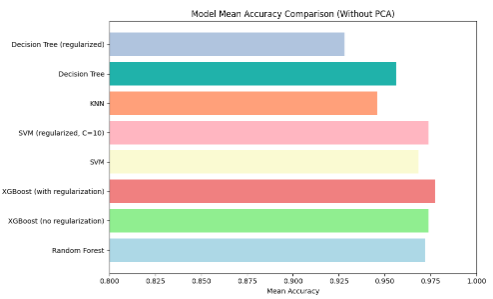 Model Mean Accuracy Comparison (Without PCA)
Decision Tree (regularized)
Decision Tree
KNN
SVM (regularized, C=10)
SVM
XGBoost (with regularization)
XGBoost (no regularization)
Random Forest
0.800 0.825 0.850 0.875 0.900 0.925 0.950 0.975 1.000
Mean Accuracy